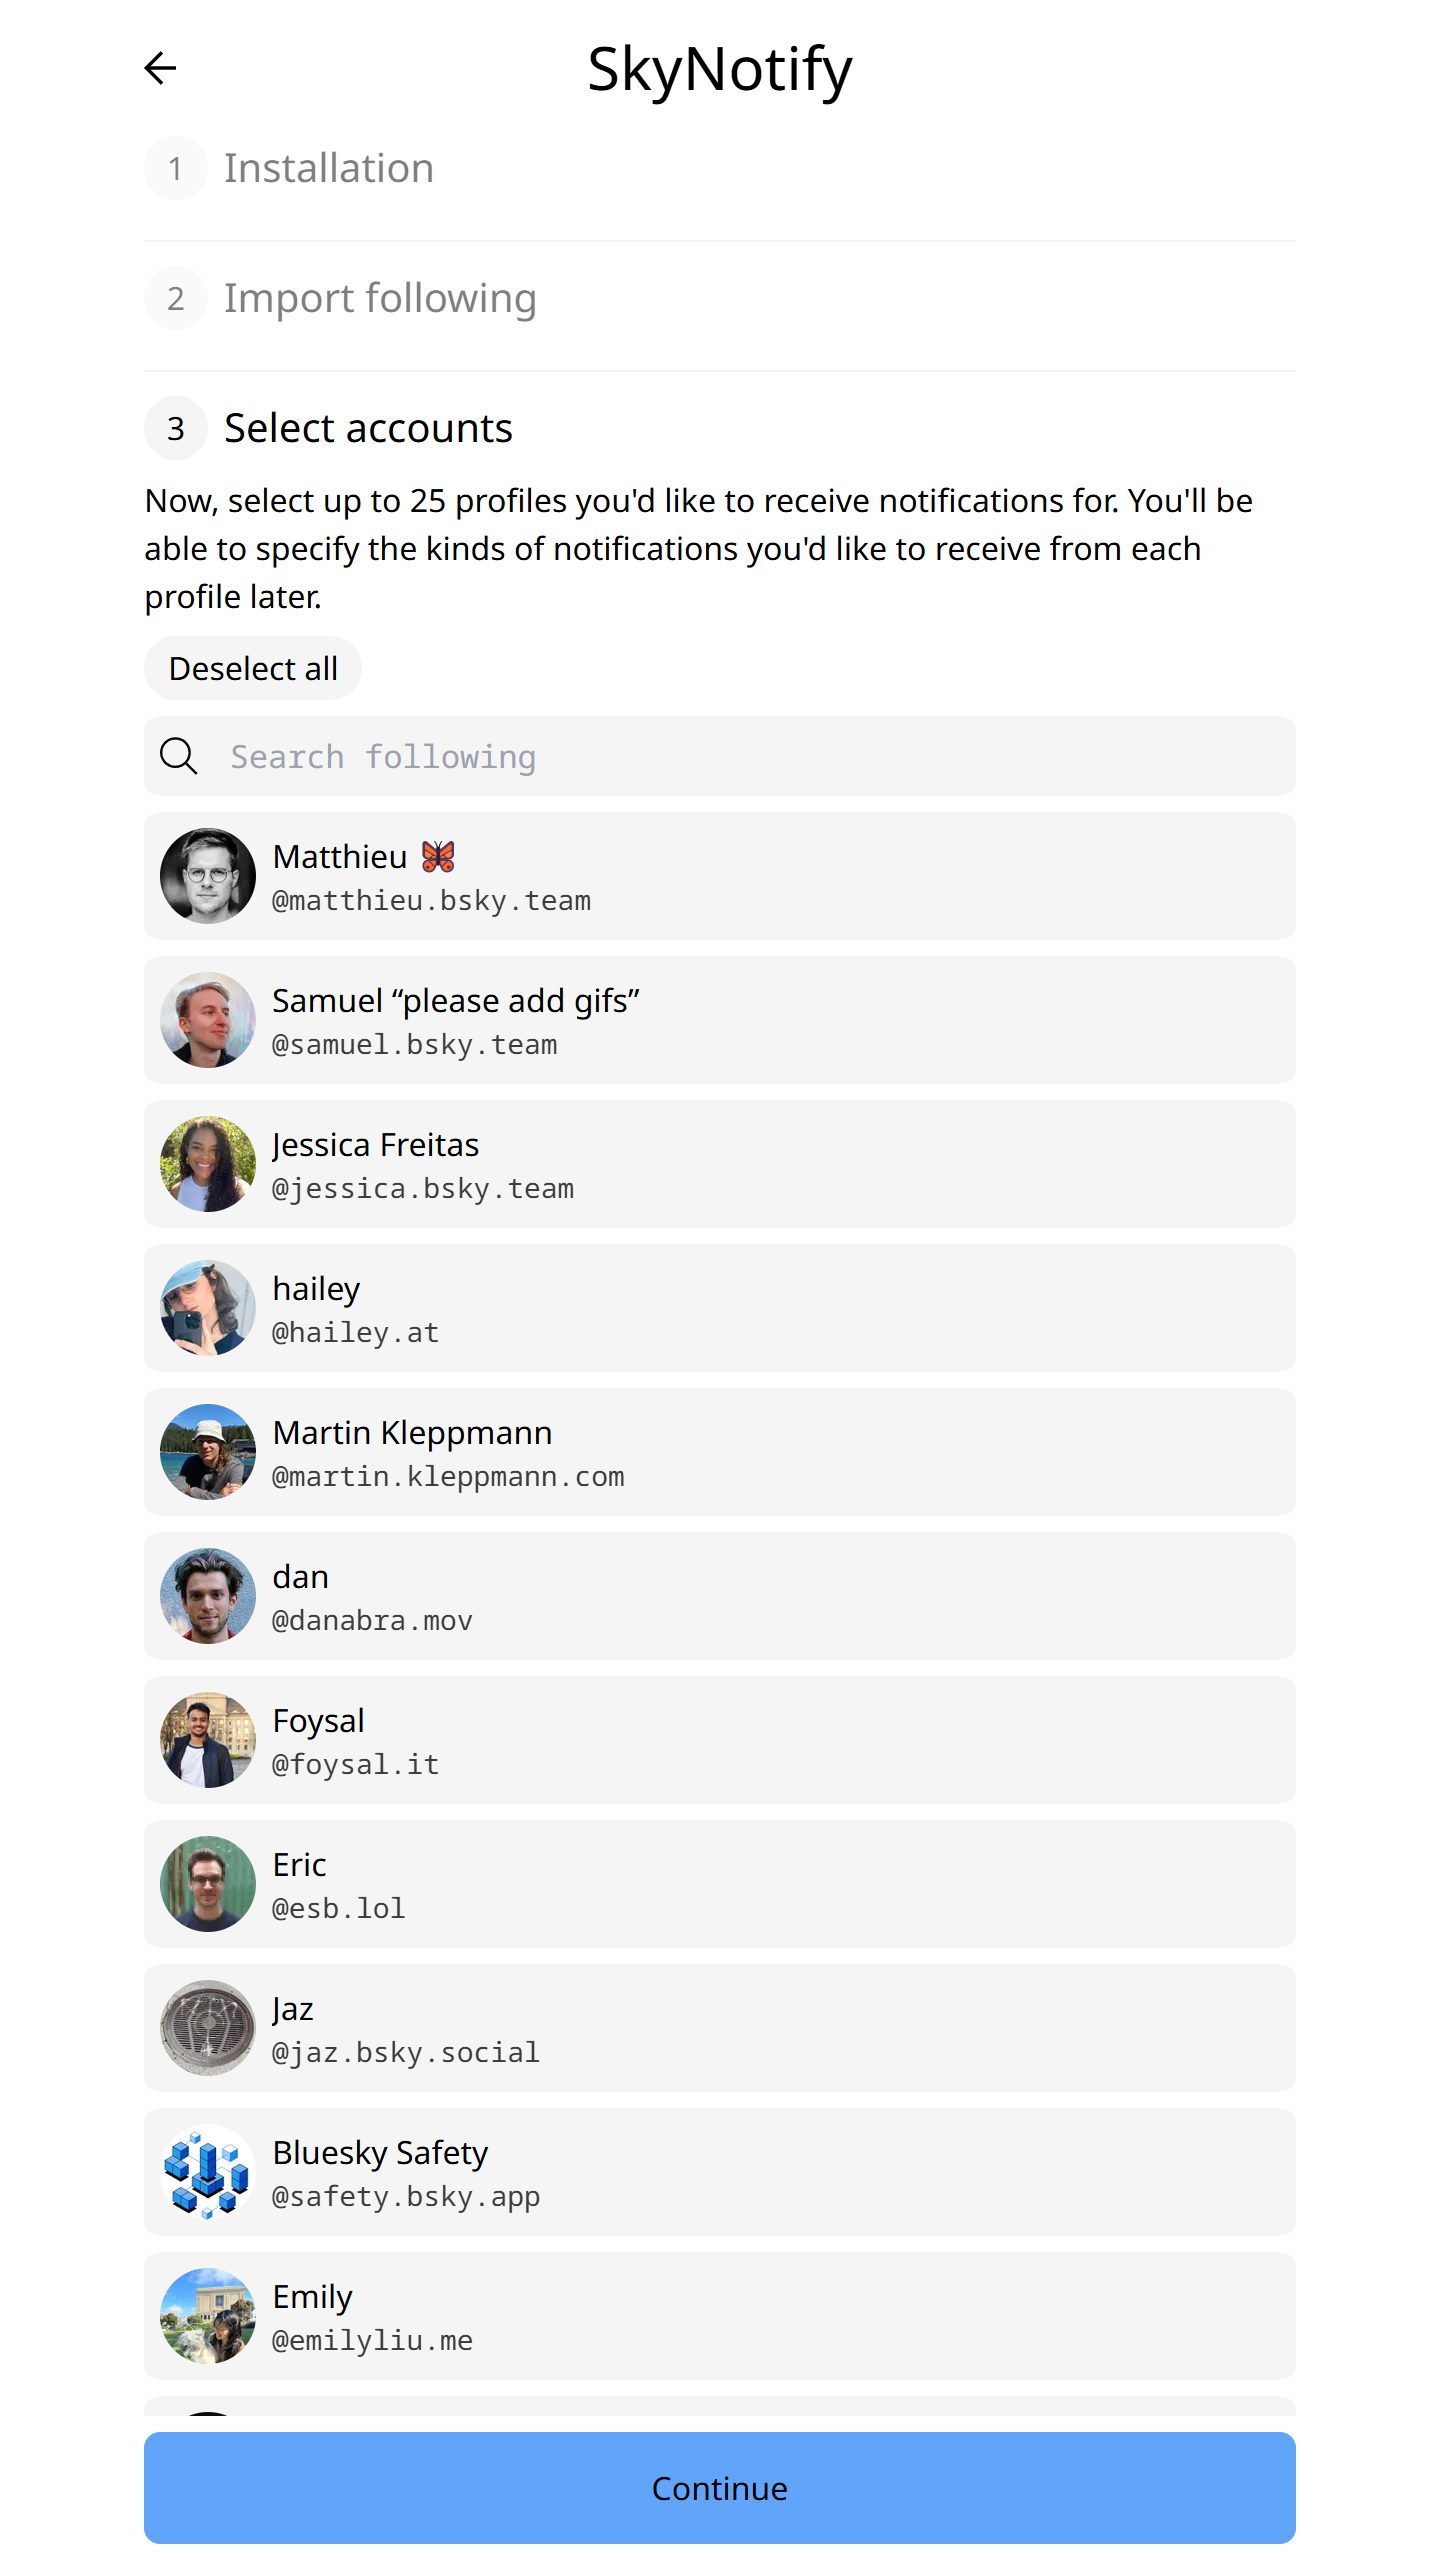 SkyNotify
1 Installation
2 Import following
3 Select accounts
Now, select up to 25 profiles you'd like to receive notifications for. You'll be
able to specify the kinds of notifications you'd like to receive from each
profile later.
Deselect all
Search following
Matthieu 🦋
@matthieu.bsky.team
Samuel “please add gifs”
@samuel.bsky.team
Jessica Freitas
@jessica.bsky.team
hailey
@hailey.at
Martin Kleppmann
@martin.kleppmann.com
dan
@danabra.mov
Foysal
@foysal.it
Eric
@esb.lol
Jaz
@jaz.bsky.social
Bluesky Safety
@safety.bsky.app
Emily
@emilyliu.me
Continue